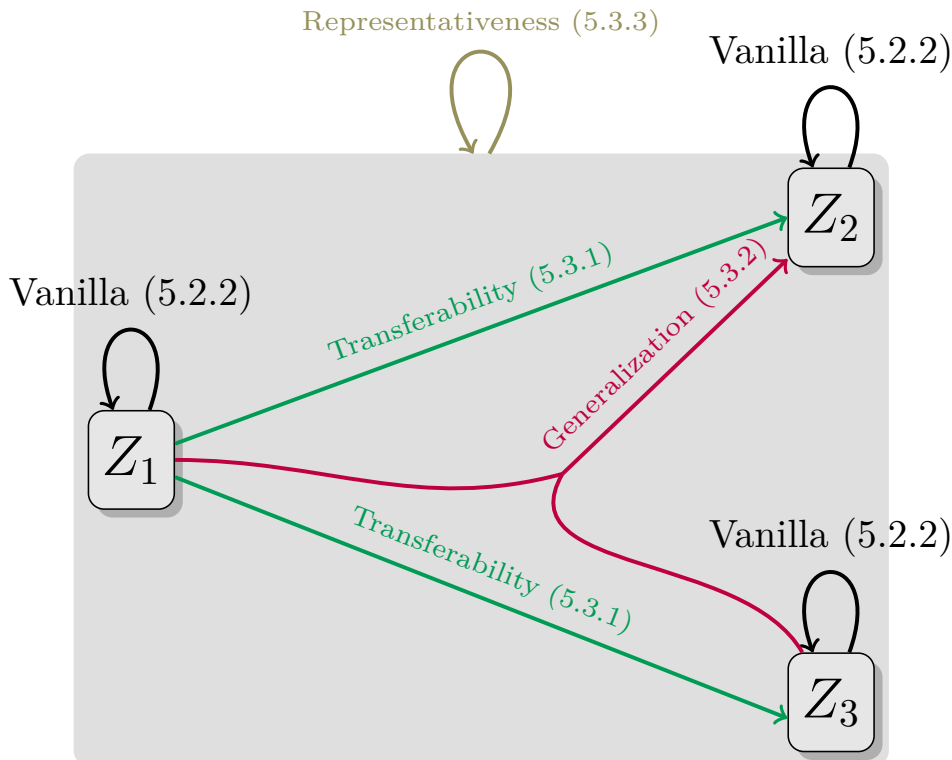 Representativeness (5.3.3)
Vanilla (5.2.2)
Z2
Transferability (5.3.1)
Generalization (5.3.2)
Vanilla (5.2.2)
Z1
Transferability (5.3.1)
Vanilla (5.2.2)
Z3